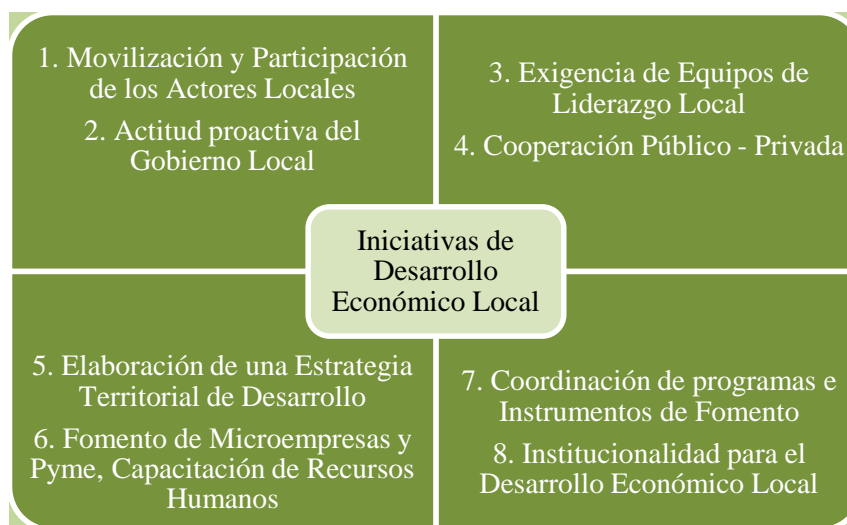 1. Movilización y Participación
de los Actores Locales
2. Actitud proactiva del
Gobierno Local
3. Exigencia de Equipos de
Liderazgo Local
4. Cooperación Público - Privada
Iniciativas de
Desarrollo
Económico Local
5. Elaboración de una Estrategia
Territorial de Desarrollo
6. Fomento de Microempresas y
Pyme, Capacitación de Recursos
Humanos
7. Coordinación de programas e
Instrumentos de Fomento
8. Institucionalidad para el
Desarrollo Económico Local